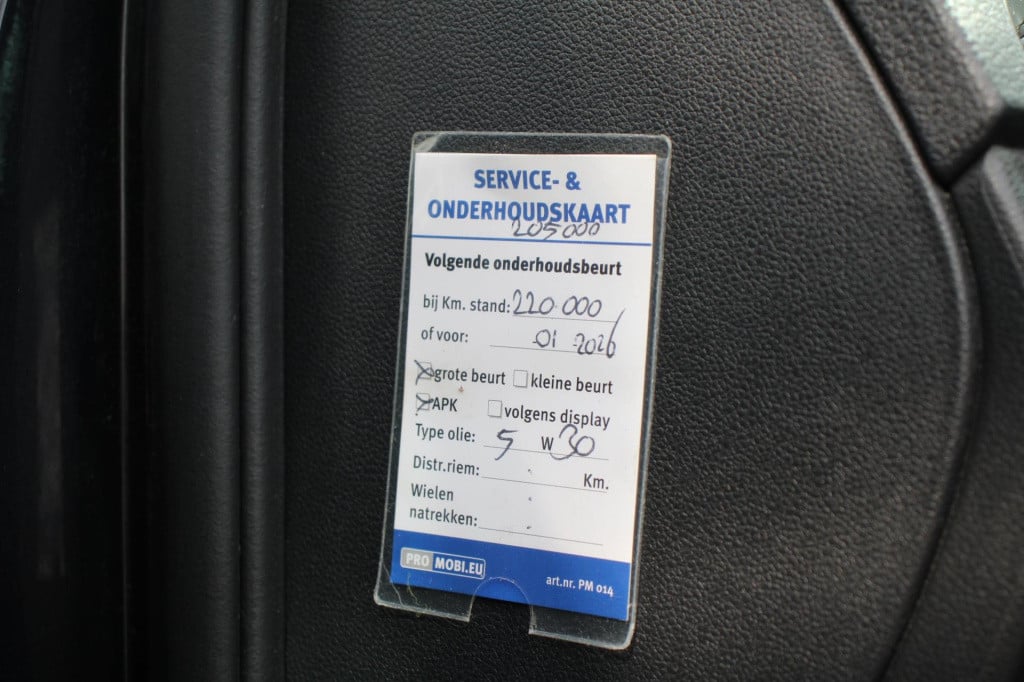 SERVICE- &
ONDERHOUDSKAART
205000
Volgende onderhoudsbeurt
bij Km. stand: 220.000
of voor: 01-2026
grote beurt kleine beurt
APK volgens display
Type olie: 5 W 30
Distr.riem: Km.
Wielen
natrekken:
PRO MOBI.EU art.nr. PM 014